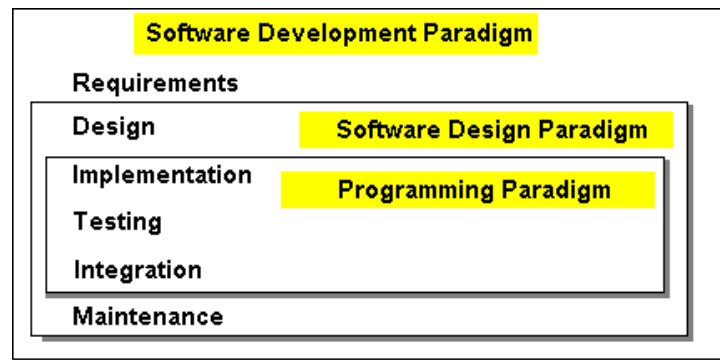 Software Development Paradigm
Requirements
Design
Software Design Paradigm
Implementation
Programming Paradigm
Testing
Integration
Maintenance